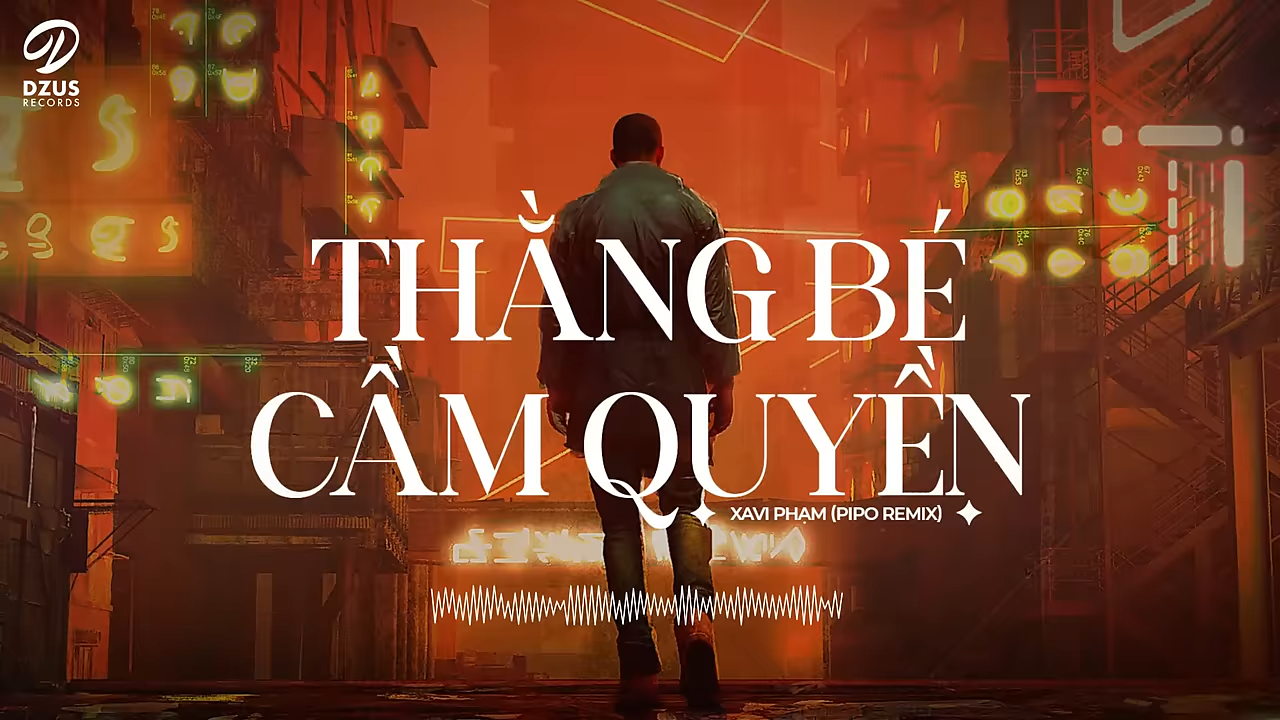 DZUS
RECORDS
THẰNG BÉ
CẦM QUYỀN
XAVI PHẠM (PIPO REMIX)